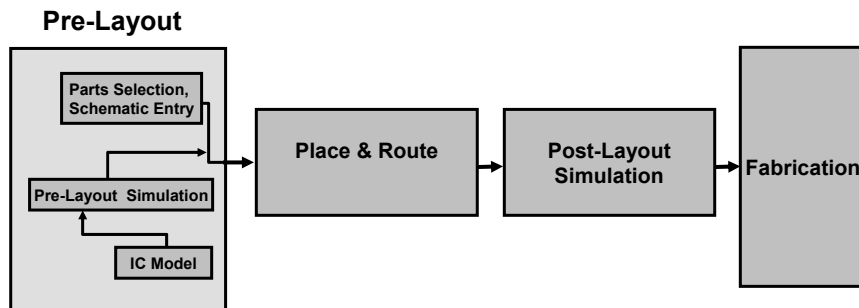 Pre-Layout
Parts Selection,
Schematic Entry
Pre-Layout Simulation
IC Model
Place & Route
Post-Layout
Simulation
Fabrication